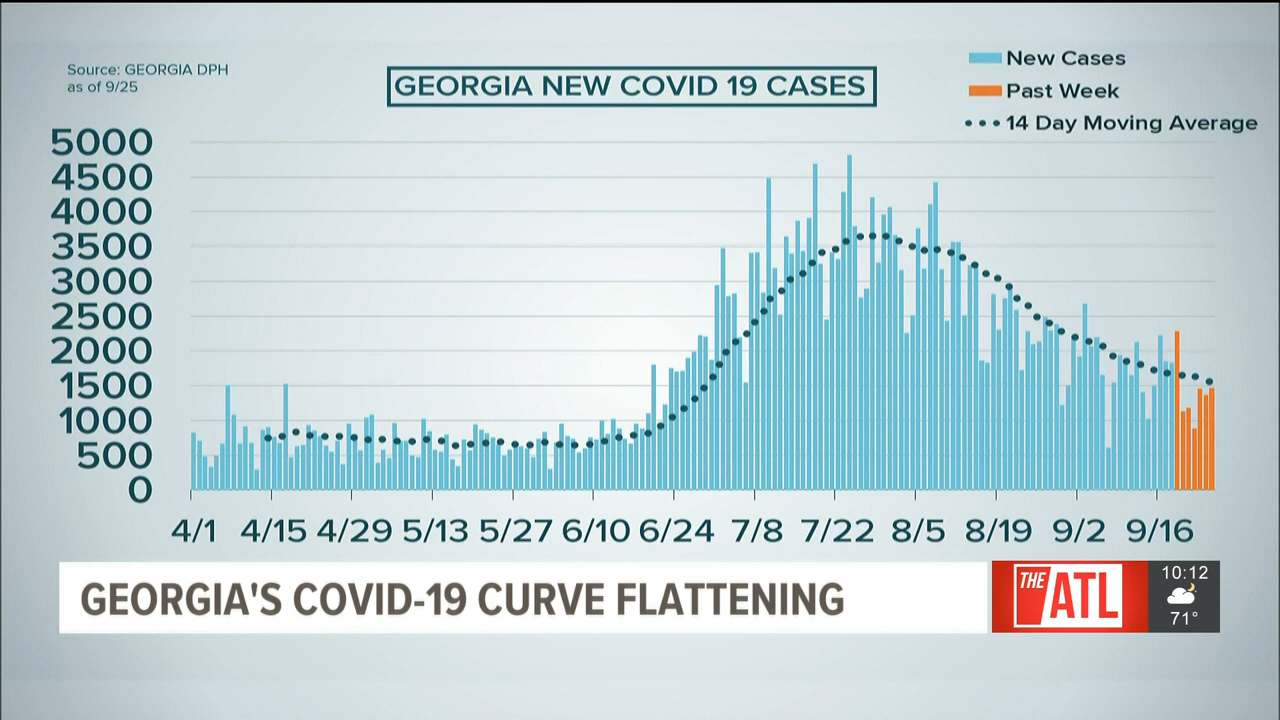 Source: GEORGIA DPH
as of 9/25
GEORGIA NEW COVID 19 CASES
New Cases
Past Week
14 Day Moving Average
5000
4500
4000
3500
3000
2500
2000
1500
1000
500
0
4/1 4/15 4/29 5/13 5/27 6/10 6/24 7/8 7/22 8/5 8/19 9/2 9/16
GEORGIA'S COVID-19 CURVE FLATTENING
THE ATL
10:12
71°